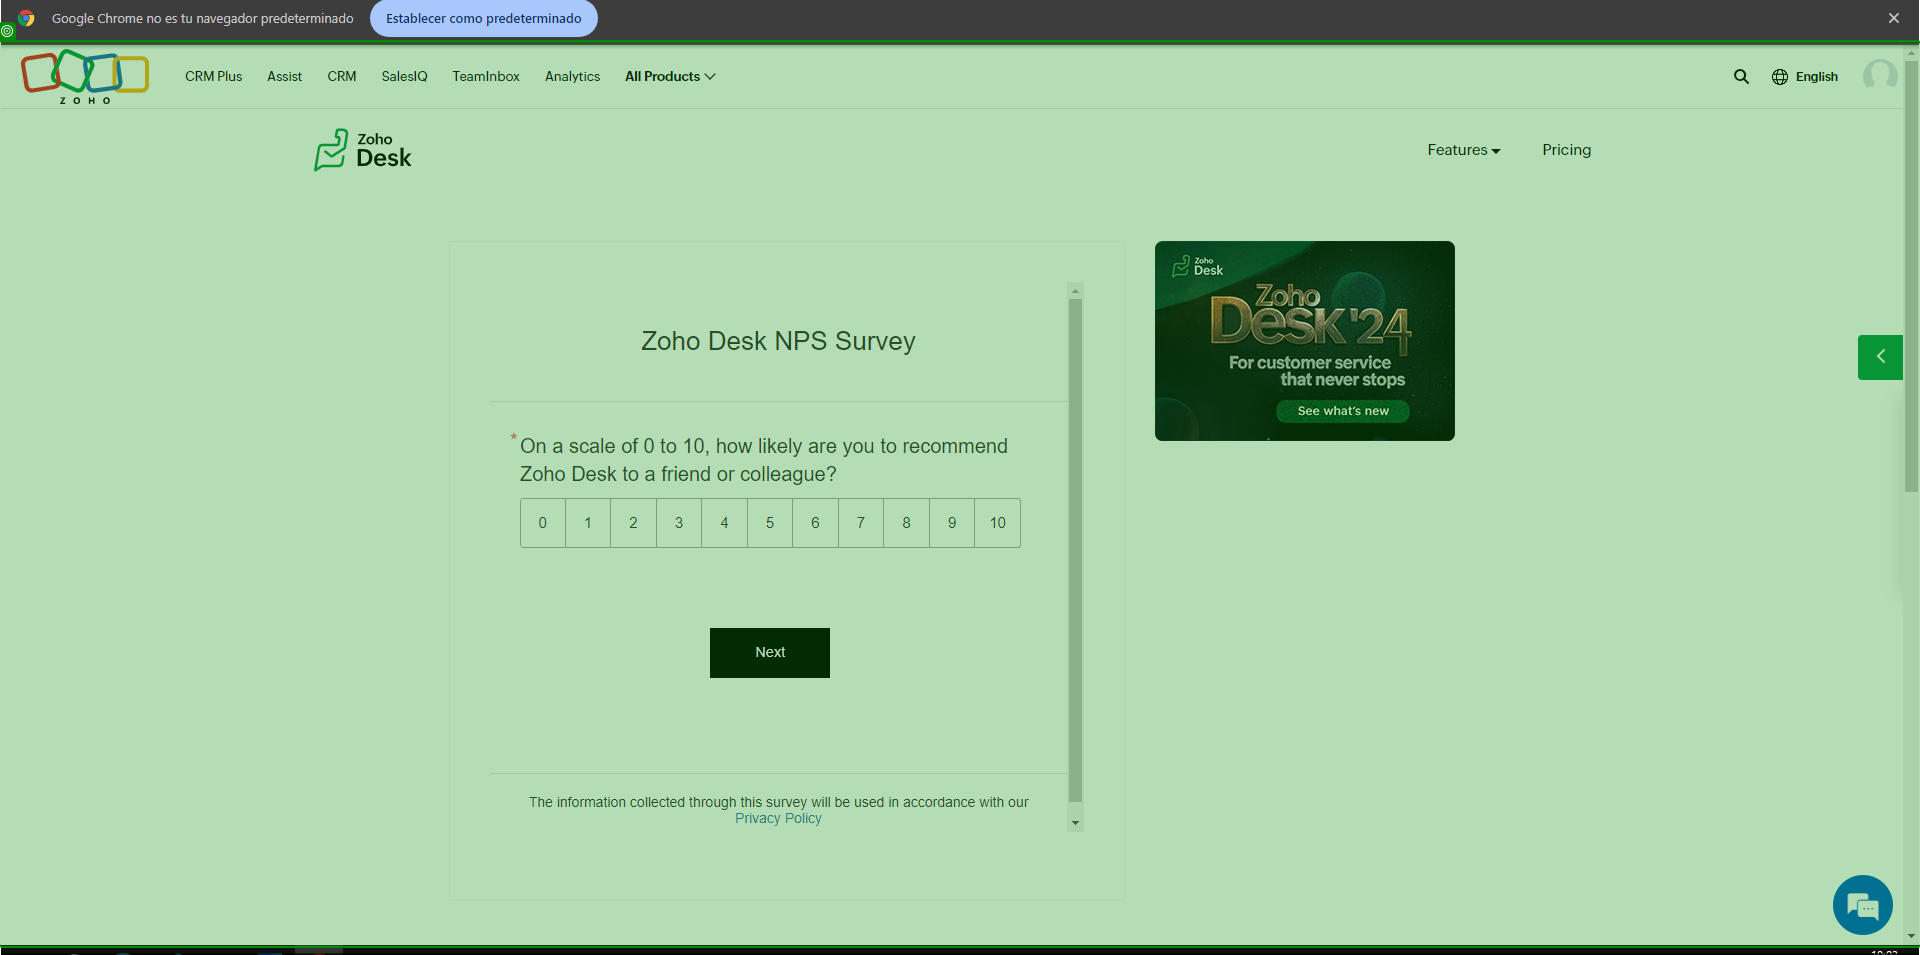 Google Chrome no es tu navegador predeterminado
Establecer como predeterminado
ZOHO
CRM Plus
Assist
CRM
SalesIQ
TeamInbox
Analytics
All Products
English
Zoho
Desk
Features
Pricing
Zoho Desk NPS Survey
* On a scale of 0 to 10, how likely are you to recommend
Zoho Desk to a friend or colleague?
0 1 2 3 4 5 6 7 8 9 10
Next
The information collected through this survey will be used in accordance with our
Privacy Policy
Zoho
Desk
Zoho
Desk'24
For customer service
that never stops
See what's new